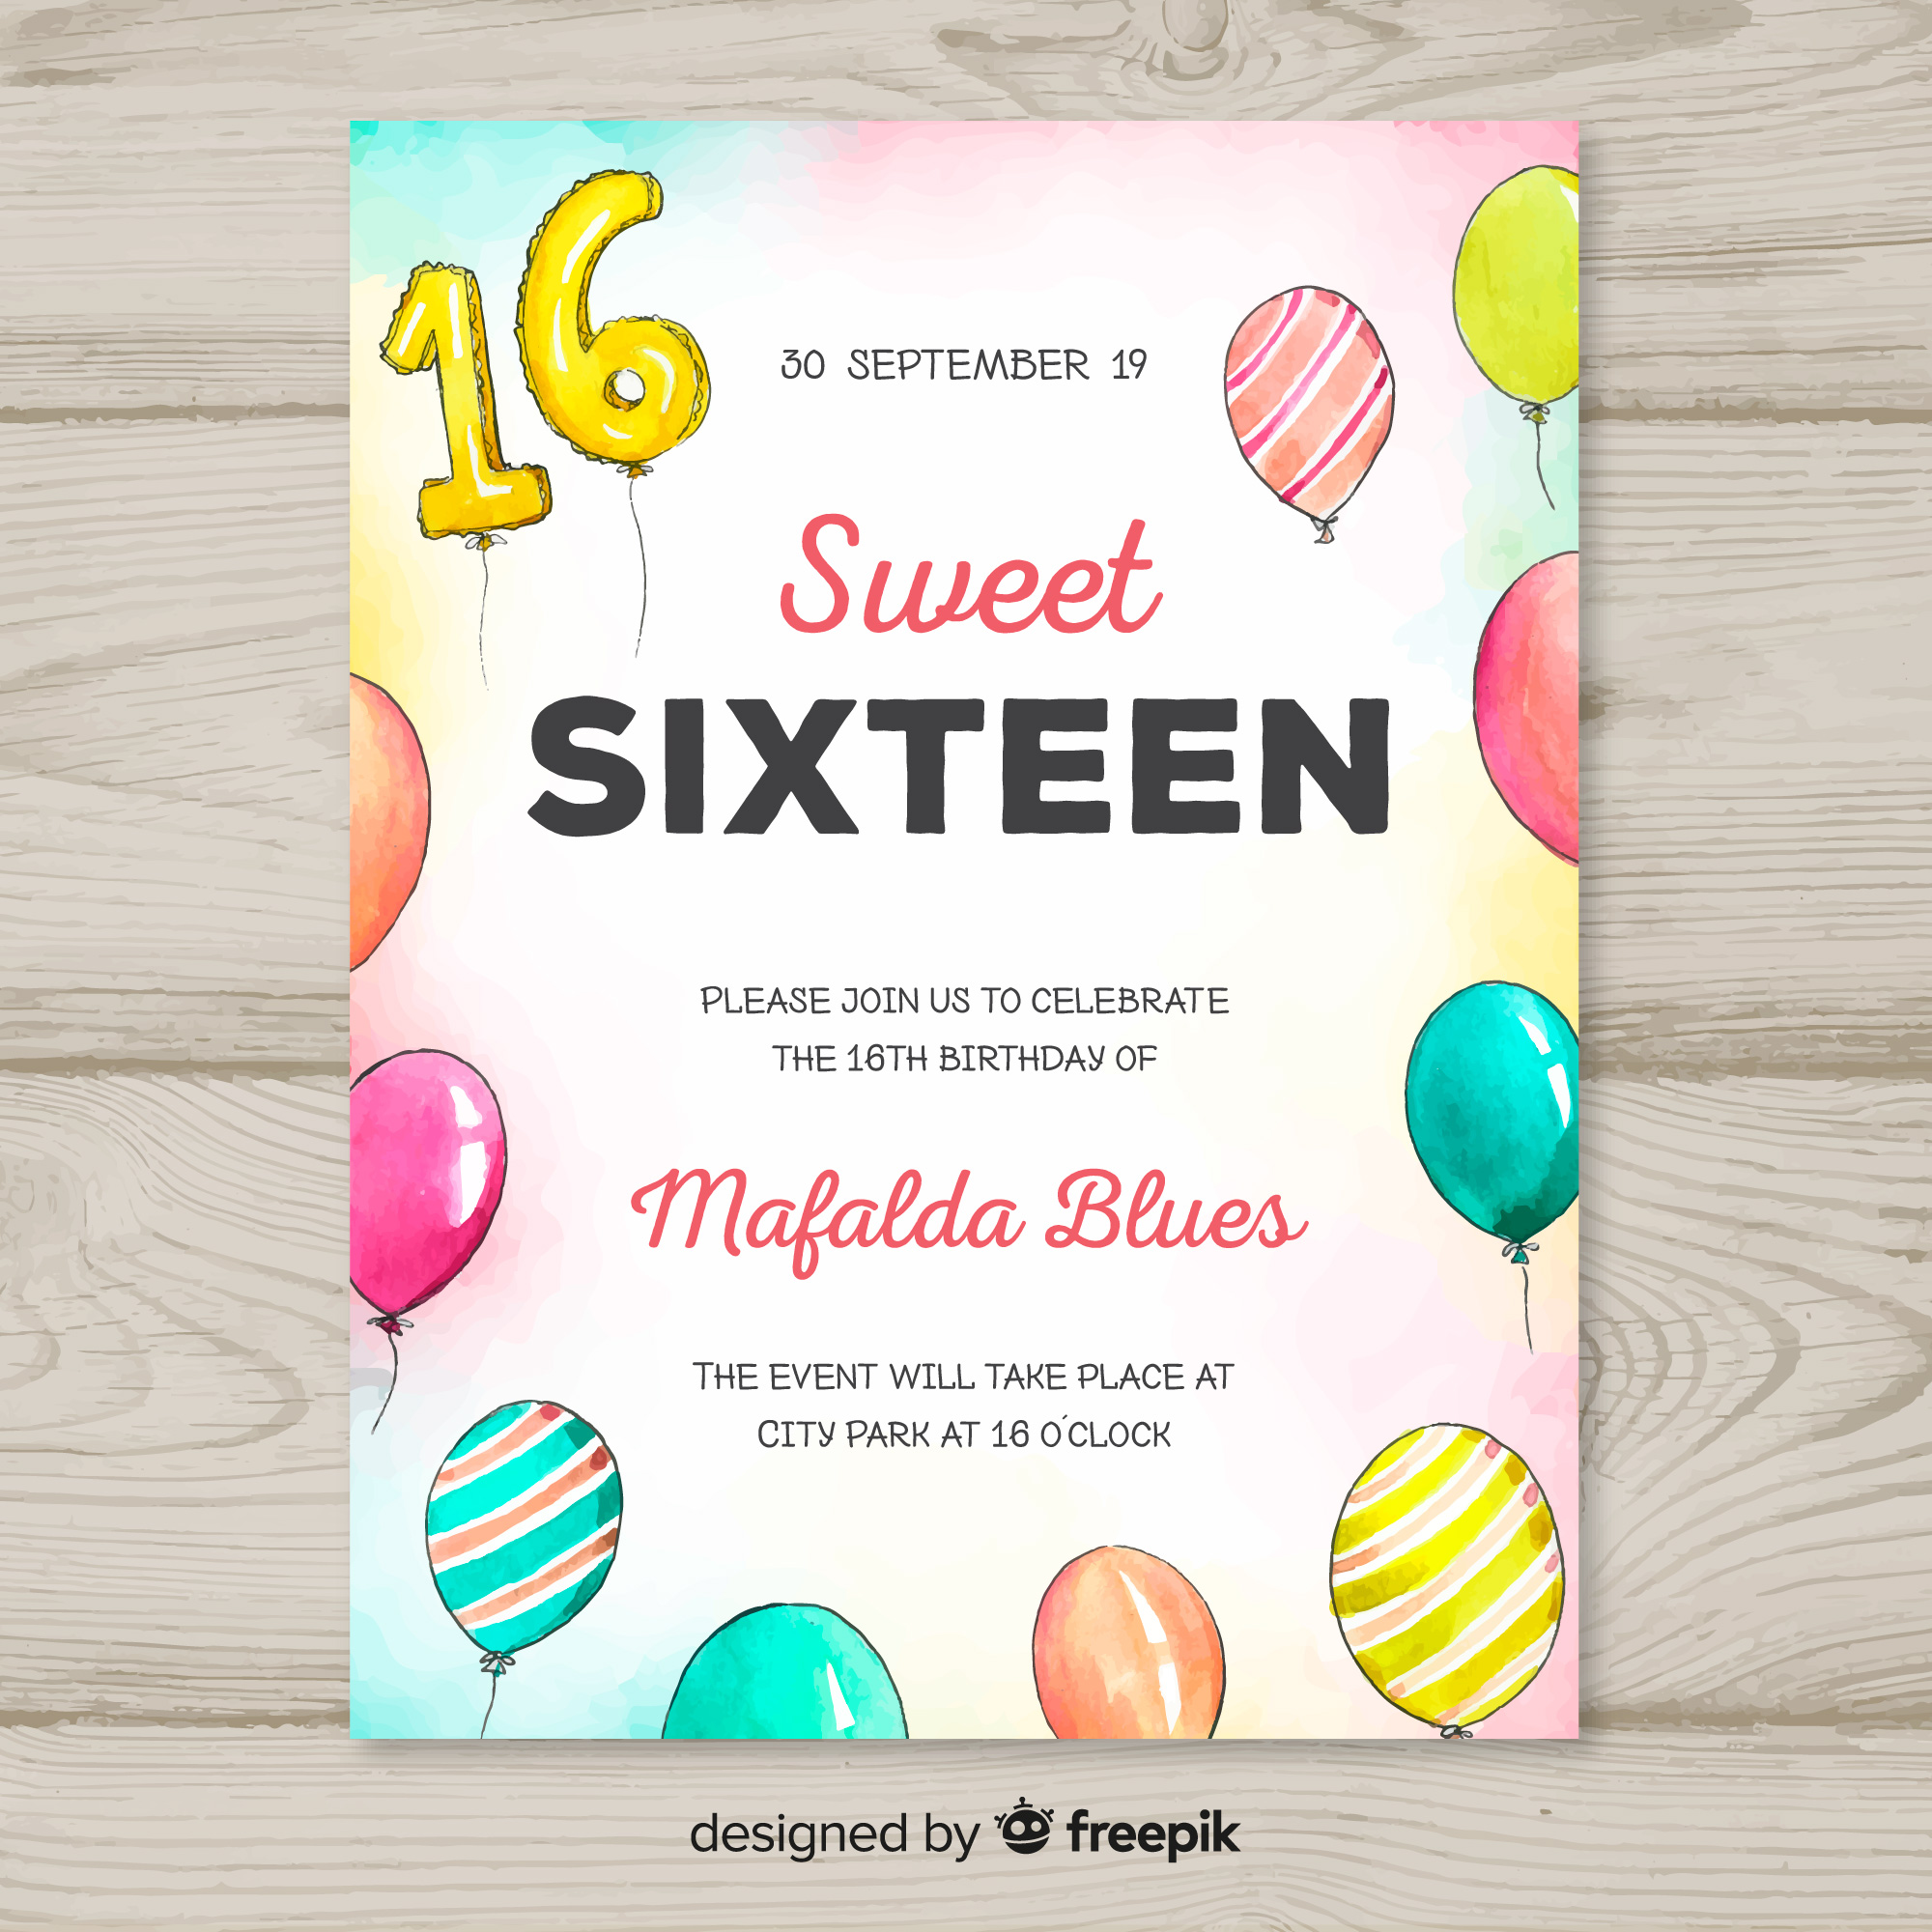 16
30 SEPTEMBER 19
Sweet
SIXTEEN
PLEASE JOIN US TO CELEBRATE
THE 16TH BIRTHDAY OF
Mafalda Blues
THE EVENT WILL TAKE PLACE AT
CITY PARK AT 16 O´CLOCK
designed by freepik